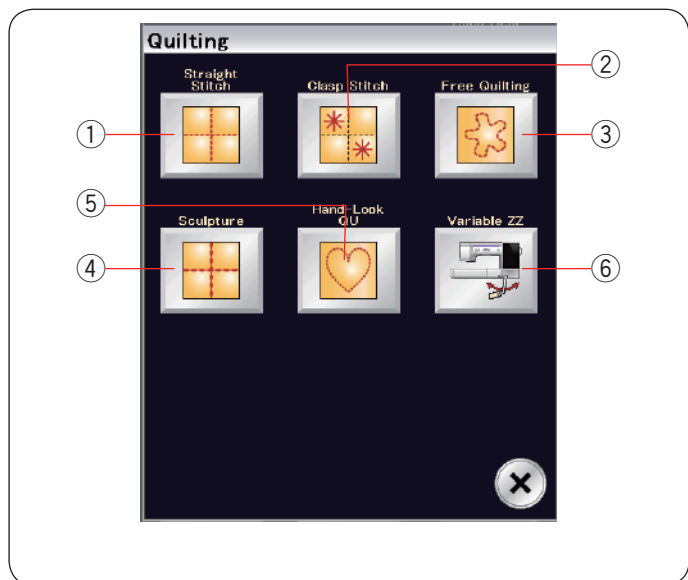 Quilting
Straight
Stitch
Clasp Stitch
Free Quilting
①
②
③
Sculpture
Hand-Look
QU
Variable ZZ
④
⑤
⑥